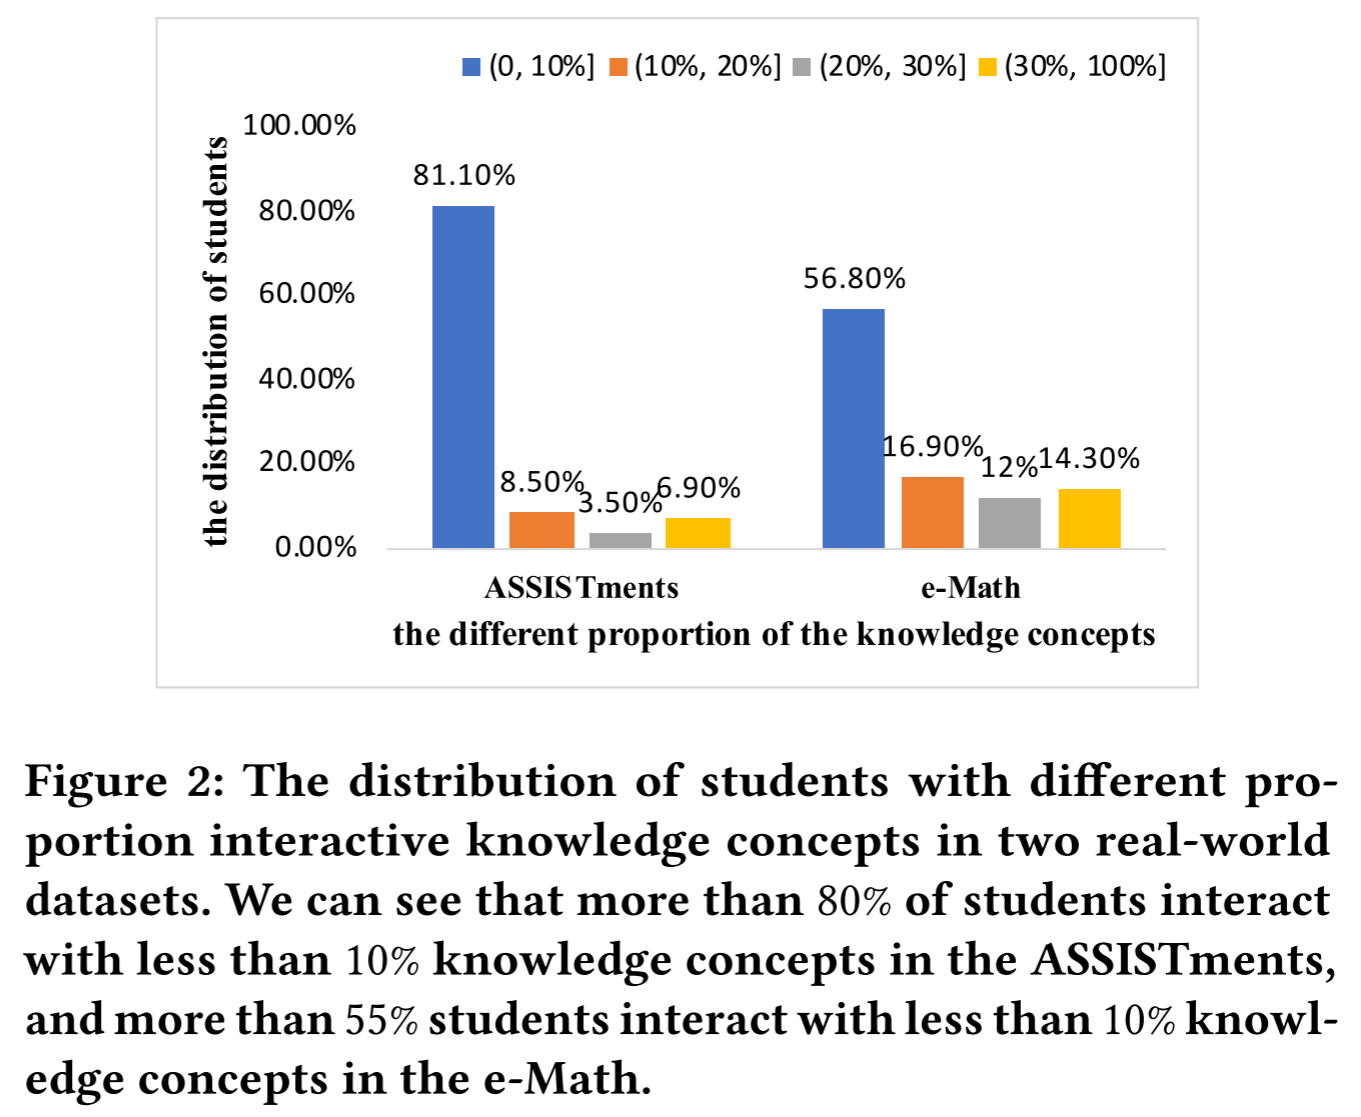 (0, 10%] (10%, 20%] (20%, 30%] (30%, 100%]
the distribution of students
100.00%
80.00%
60.00%
40.00%
20.00%
0.00%
81.10%
8.50%
3.50%
6.90%
56.80%
16.90%
12%
14.30%
ASSISTments e-Math
the different proportion of the knowledge concepts
Figure 2: The distribution of students with different pro-
portion interactive knowledge concepts in two real-world
datasets. We can see that more than 80% of students interact
with less than 10% knowledge concepts in the ASSISTments,
and more than 55% students interact with less than 10% knowl-
edge concepts in the e-Math.